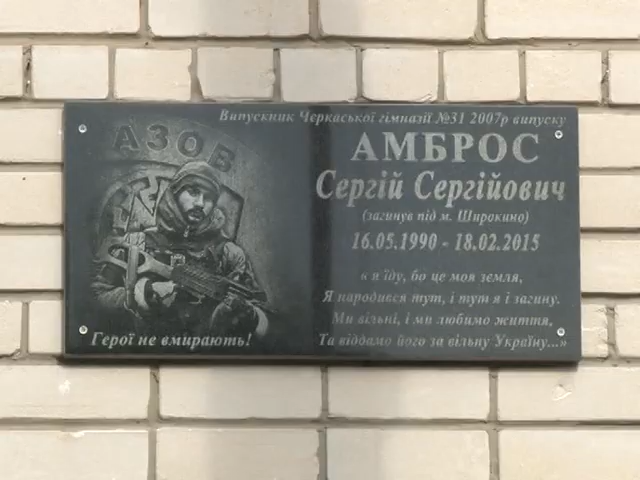 Випускник Черкаської гімназії №31 2007р випуску
АЗОВ
АМБРОС
Сергій Сергійович
(загинув під м. Широкино)
16.05.1990 - 18.02.2015
« я їду, бо це моя земля,
Я народився тут, і тут я і загину.
Ми вільні, і ми любимо життя,
Та віддамо його за вільну Україну...»
Герої не вмирають!